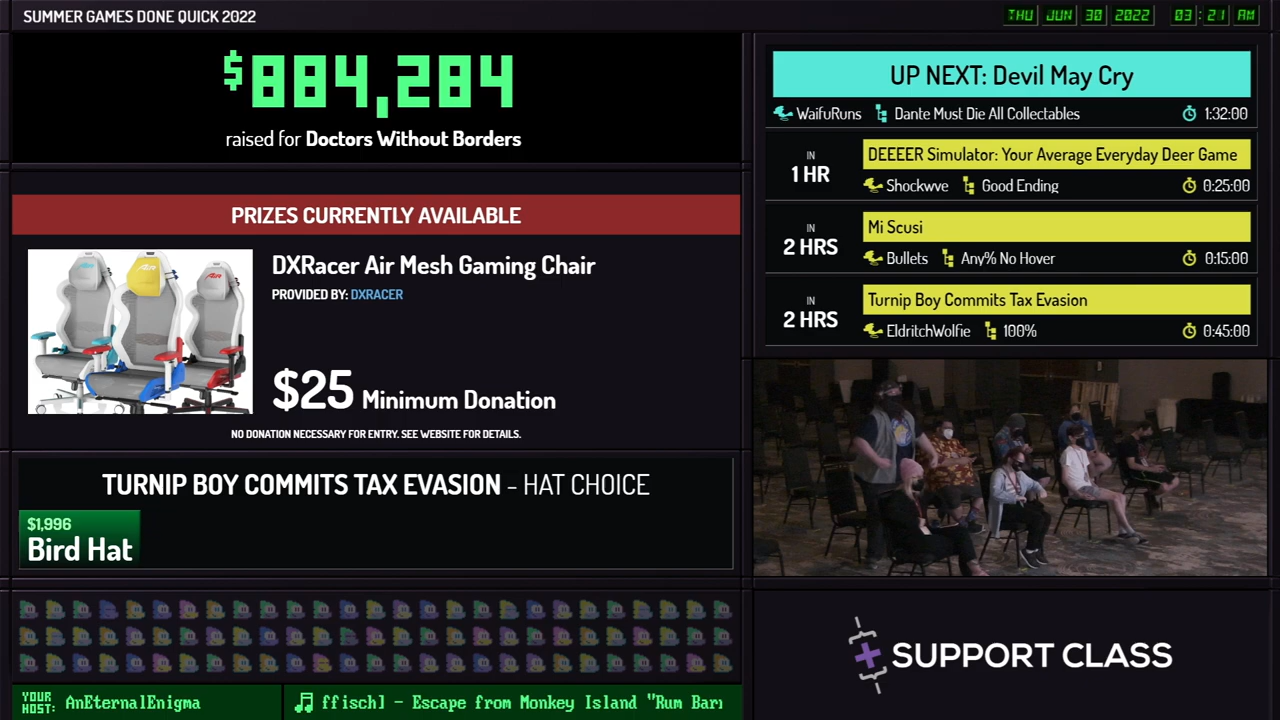 SUMMER GAMES DONE QUICK 2022
THU JUN 30 2022 03:21 AM
$884,284
raised for Doctors Without Borders
PRIZES CURRENTLY AVAILABLE
DXRacer Air Mesh Gaming Chair
PROVIDED BY: DXRACER
$25 Minimum Donation
NO DONATION NECESSARY FOR ENTRY. SEE WEBSITE FOR DETAILS.
TURNIP BOY COMMITS TAX EVASION - HAT CHOICE
$1,996
Bird Hat
UP NEXT: Devil May Cry
WaifuRuns Dante Must Die All Collectables 1:32:00
IN
1 HR
DEEEER Simulator: Your Average Everyday Deer Game
Shockwve Good Ending 0:25:00
IN
2 HRS
Mi Scusi
Bullets Any% No Hover 0:15:00
IN
2 HRS
Turnip Boy Commits Tax Evasion
EldritchWolfie 100% 0:45:00
SUPPORT CLASS
YOUR
HOST:
AnEternalEnigma
ffisch] - Escape from Monkey Island "Rum Barr